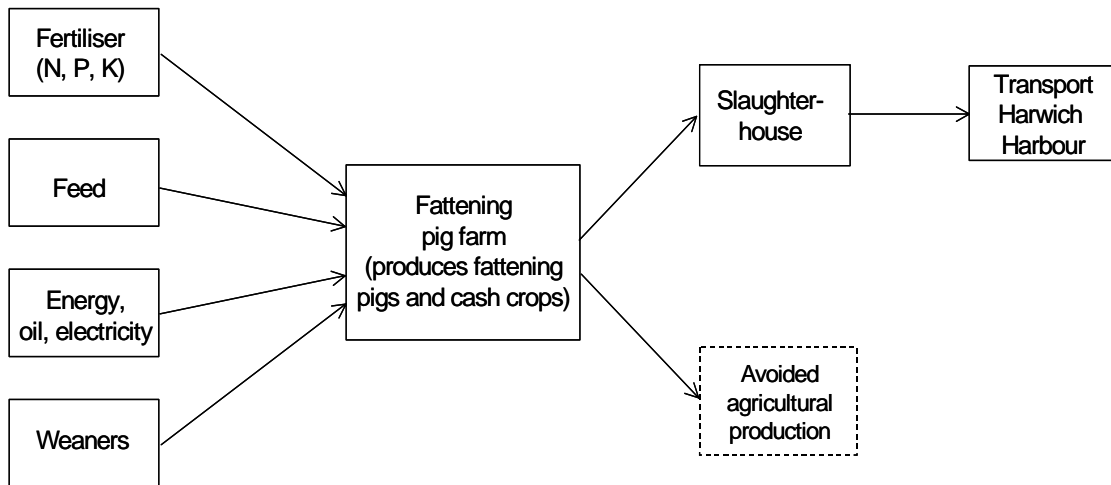 Fertiliser
(N, P, K)
Feed
Energy,
oil, electricity
Weaners
Fattening
pig farm
(produces fattening
pigs and cash crops)
Slaughter-
house
Transport
Harwich
Harbour
Avoided
agricultural
production